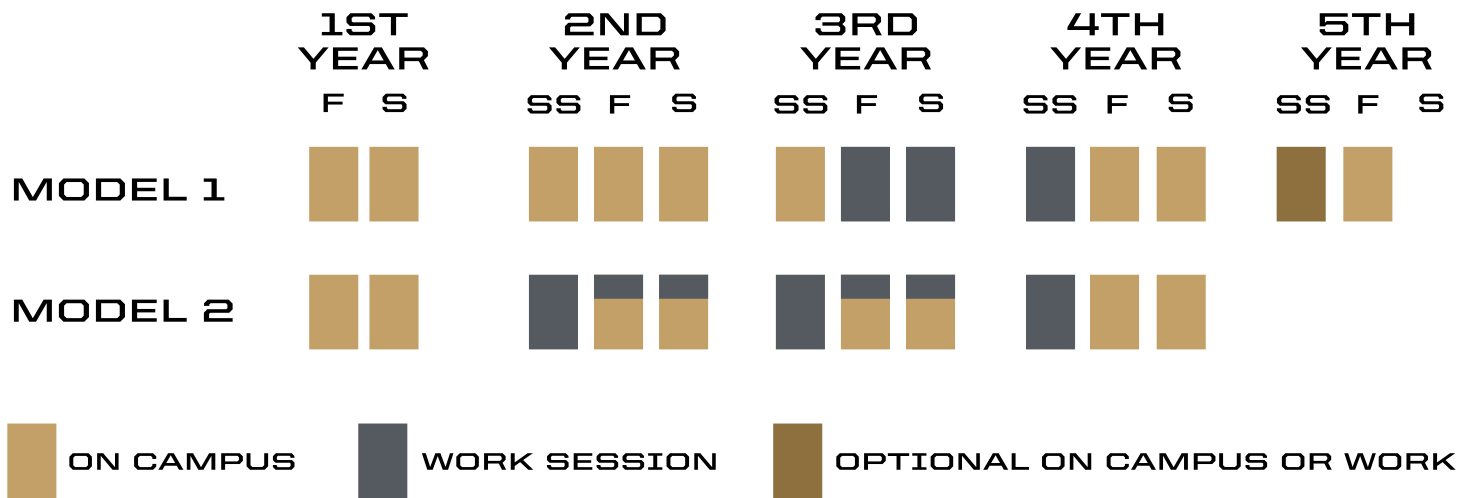 1ST YEAR 2ND YEAR 3RD YEAR 4TH YEAR 5TH YEAR
F S SS F S SS F S SS F S SS F S
MODEL 1
MODEL 2
ON CAMPUS WORK SESSION OPTIONAL ON CAMPUS OR WORK